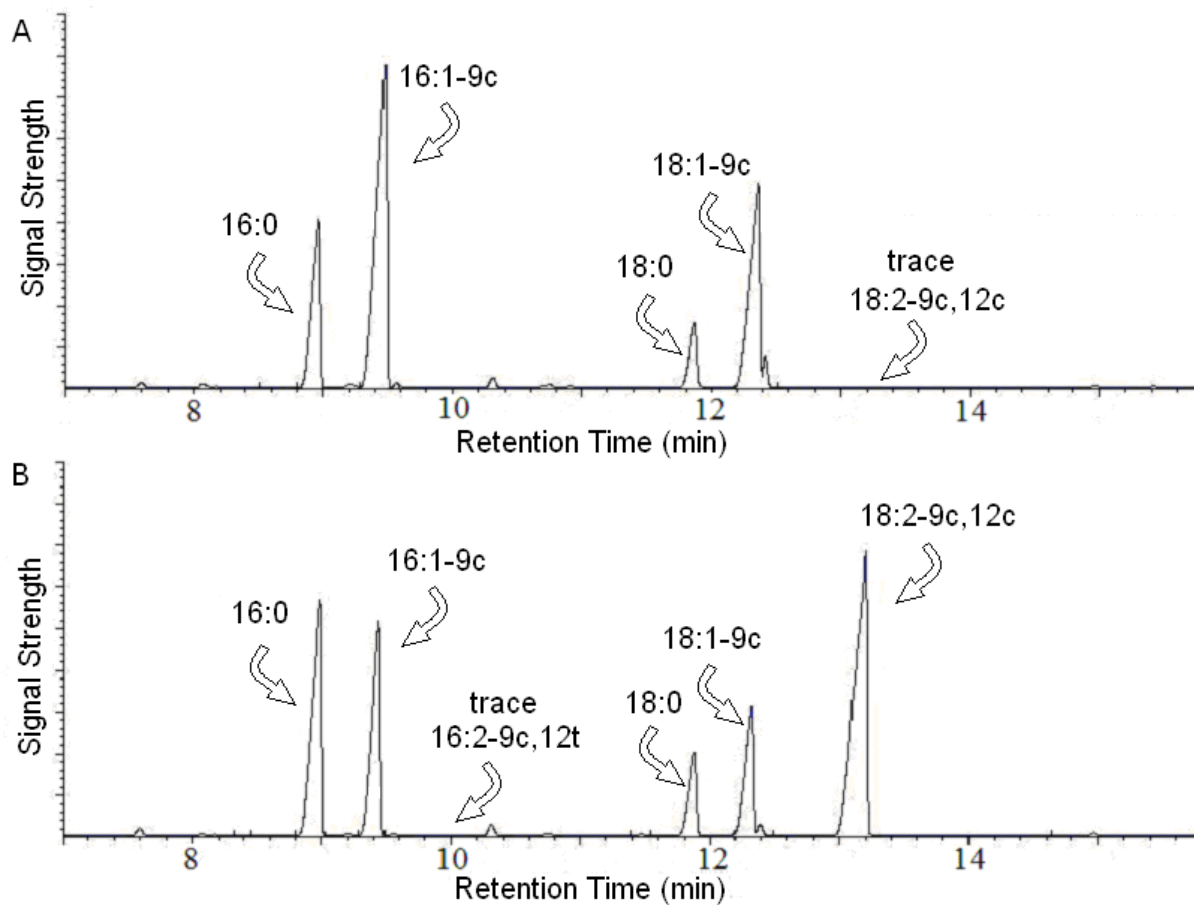 A
16:1-9c
18:1-9c
16:0
18:0
trace
18:2-9c,12c
Signal Strength
8
10
12
14
Retention Time (min)
B
18:2-9c,12c
16:1-9c
16:0
18:1-9c
trace
18:0
16:2-9c,12t
Signal Strength
8
10
12
14
Retention Time (min)